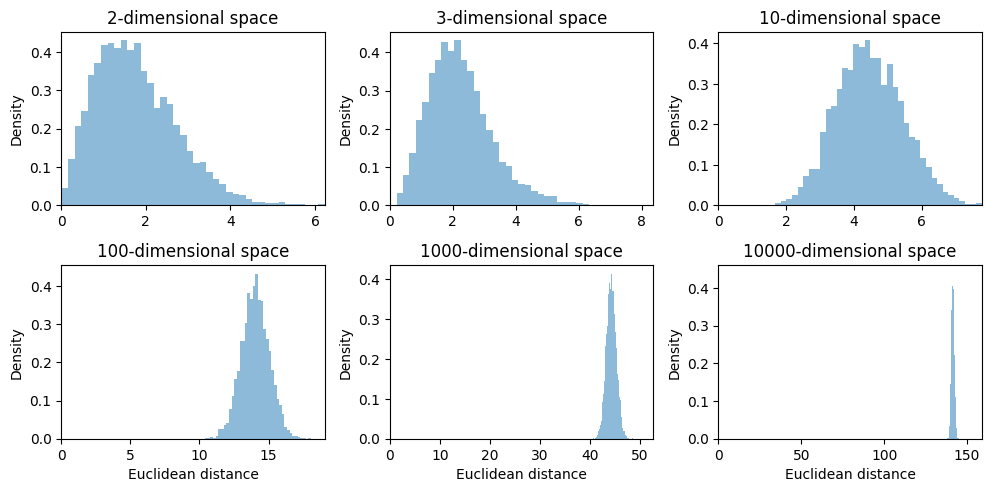 2-dimensional space
3-dimensional space
10-dimensional space
Density
0.4
0.3
0.2
0.1
0.0
0 2 4 6
Density
0.4
0.3
0.2
0.1
0.0
0 2 4 6 8
Density
0.4
0.3
0.2
0.1
0.0
0 2 4 6
100-dimensional space
1000-dimensional space
10000-dimensional space
Density
0.4
0.3
0.2
0.1
0.0
0 5 10 15
Euclidean distance
Density
0.4
0.3
0.2
0.1
0.0
0 10 20 30 40 50
Euclidean distance
Density
0.4
0.3
0.2
0.1
0.0
0 50 100 150
Euclidean distance